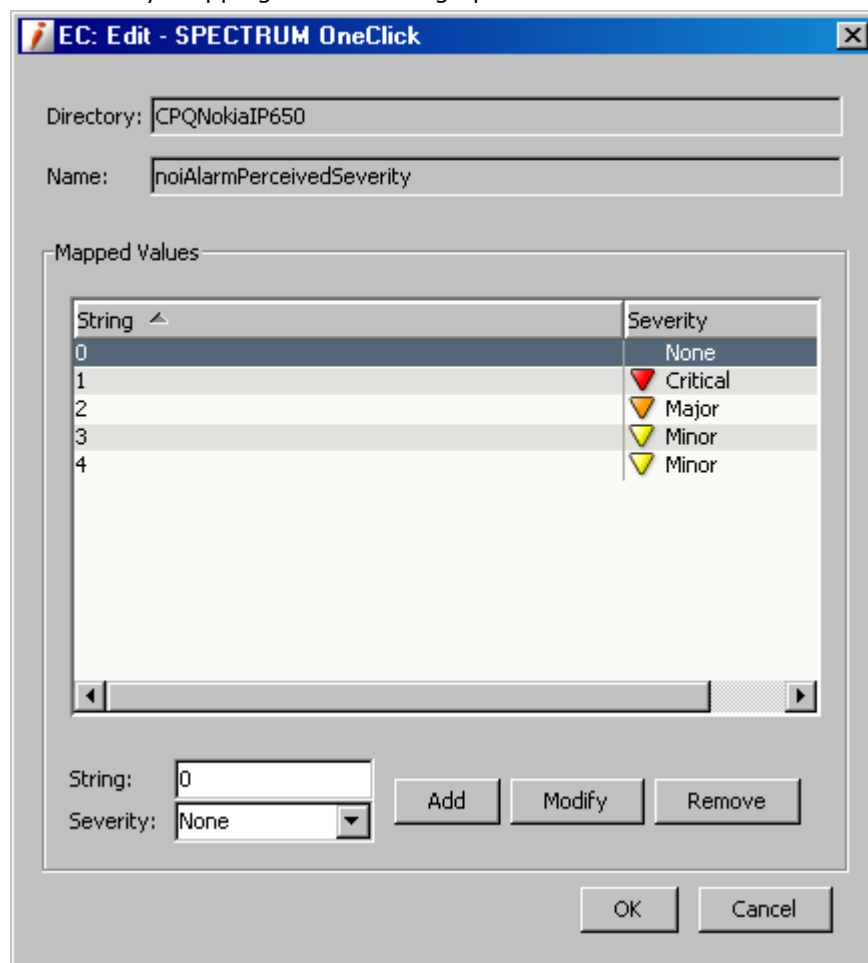 EC: Edit - SPECTRUM OneClick
Directory: CPQNokiaIP650
Name: noiAlarmPerceivedSeverity
Mapped Values
String Severity
0 None
1 Critical
2 Major
3 Minor
4 Minor
String: 0
Severity: None
Add Modify Remove
OK Cancel